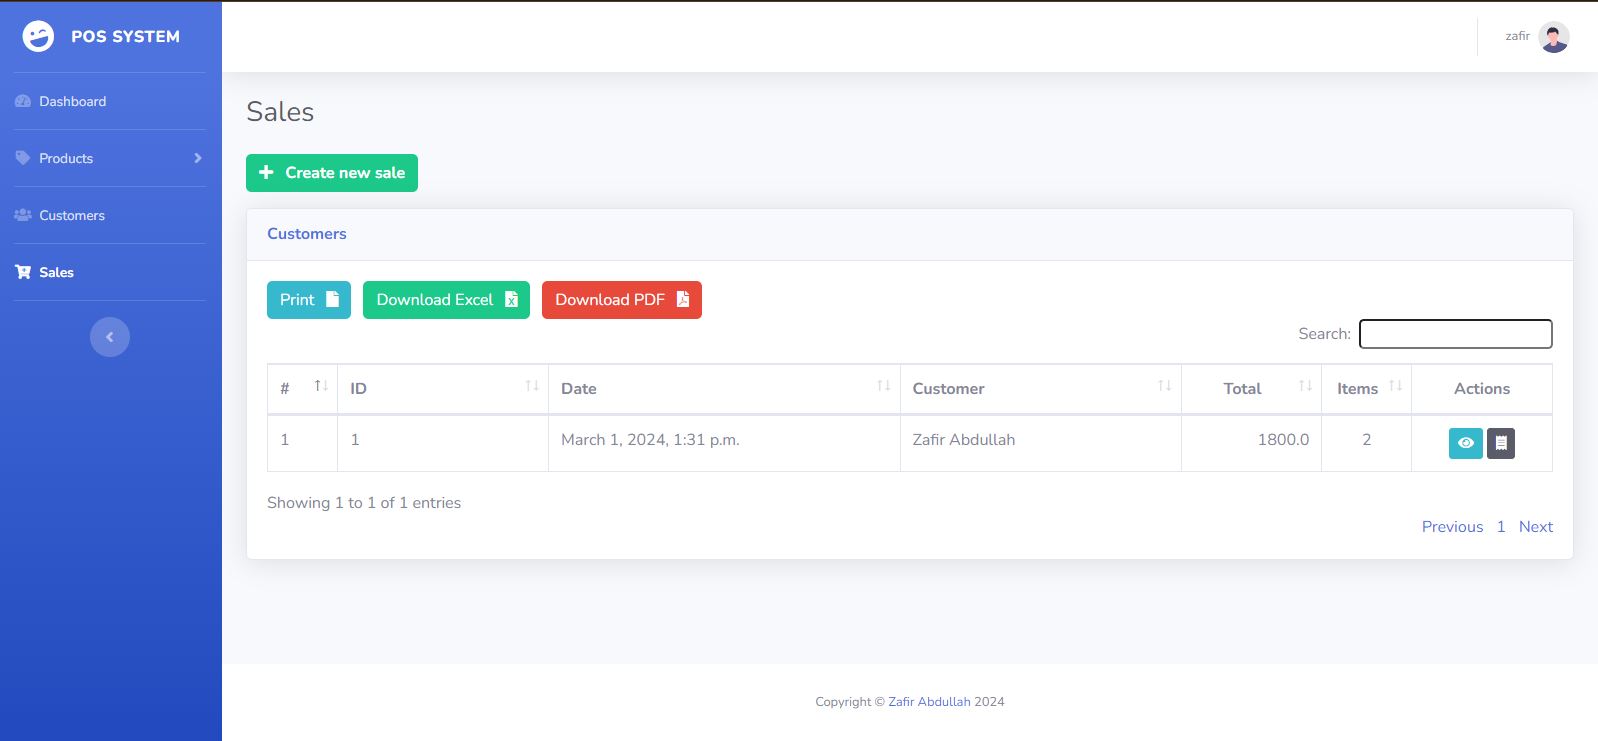 POS SYSTEM
zafir
Dashboard
Products
Customers
Sales
Sales
Create new sale
Customers
Print
Download Excel
Download PDF
Search:
# ID Date Customer Total Items Actions
1 1 March 1, 2024, 1:31 p.m. Zafir Abdullah 1800.0 2
Showing 1 to 1 of 1 entries
Previous 1 Next
Copyright © Zafir Abdullah 2024